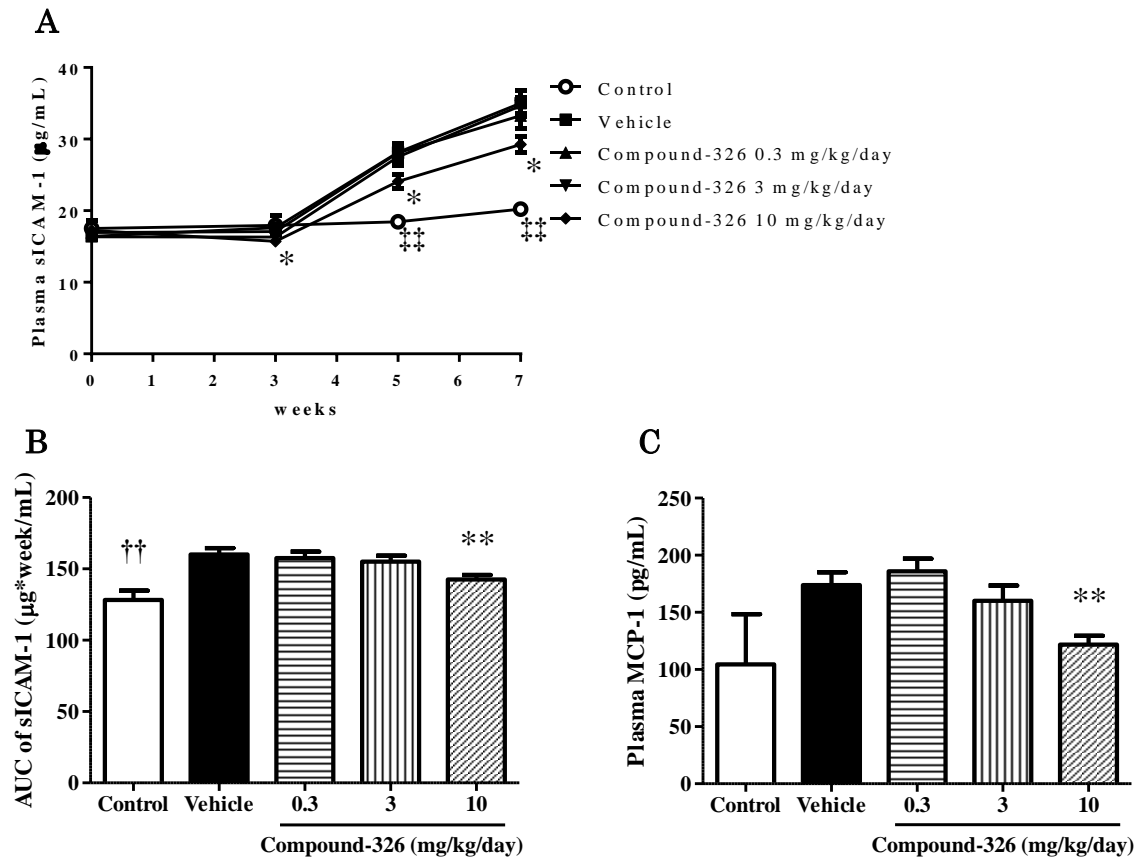 A
Plasma sICAM-1 (μg/mL)
40
30
20
10
0
0 1 2 3 4 5 6 7
weeks
* * *
‡‡ ‡‡
Control
Vehicle
Compound-326 0.3 mg/kg/day
Compound-326 3 mg/kg/day
Compound-326 10 mg/kg/day
B
AUC of sICAM-1 (μg*week/mL)
200
150
100
50
0
††
**
Control Vehicle 0.3 3 10
Compound-326 (mg/kg/day)
C
Plasma MCP-1 (pg/mL)
250
200
150
100
50
0
**
Control Vehicle 0.3 3 10
Compound-326 (mg/kg/day)